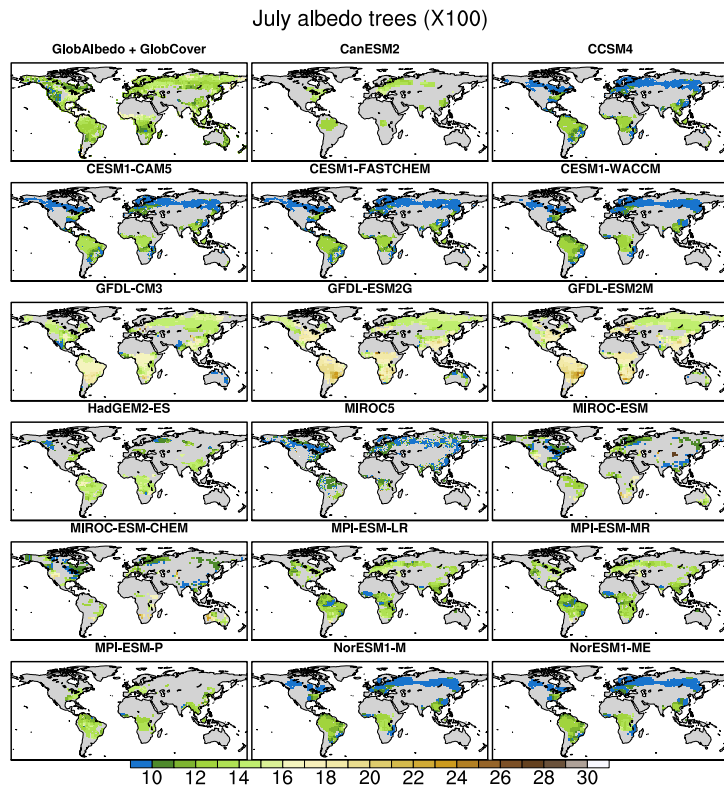 July albedo trees (X100)
GlobAlbedo + GlobCover CanESM2 CCSM4
CESM1-CAM5 CESM1-FASTCHEM CESM1-WACCM
GFDL-CM3 GFDL-ESM2G GFDL-ESM2M
HadGEM2-ES MIROC5 MIROC-ESM
MIROC-ESM-CHEM MPI-ESM-LR MPI-ESM-MR
MPI-ESM-P NorESM1-M NorESM1-ME
10 12 14 16 18 20 22 24 26 28 30